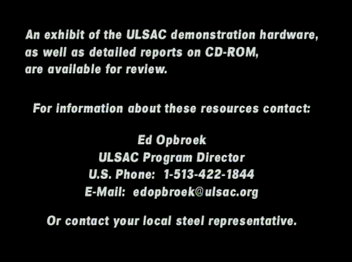 An exhibit of the ULSAC demonstration hardware,
as well as detailed reports on CD-ROM,
are available for review.
For information about these resources contact:
Ed Opbroek
ULSAC Program Director
U.S. Phone: 1-513-422-1844
E-Mail: edopbroek@ulsac.org
Or contact your local steel representative.